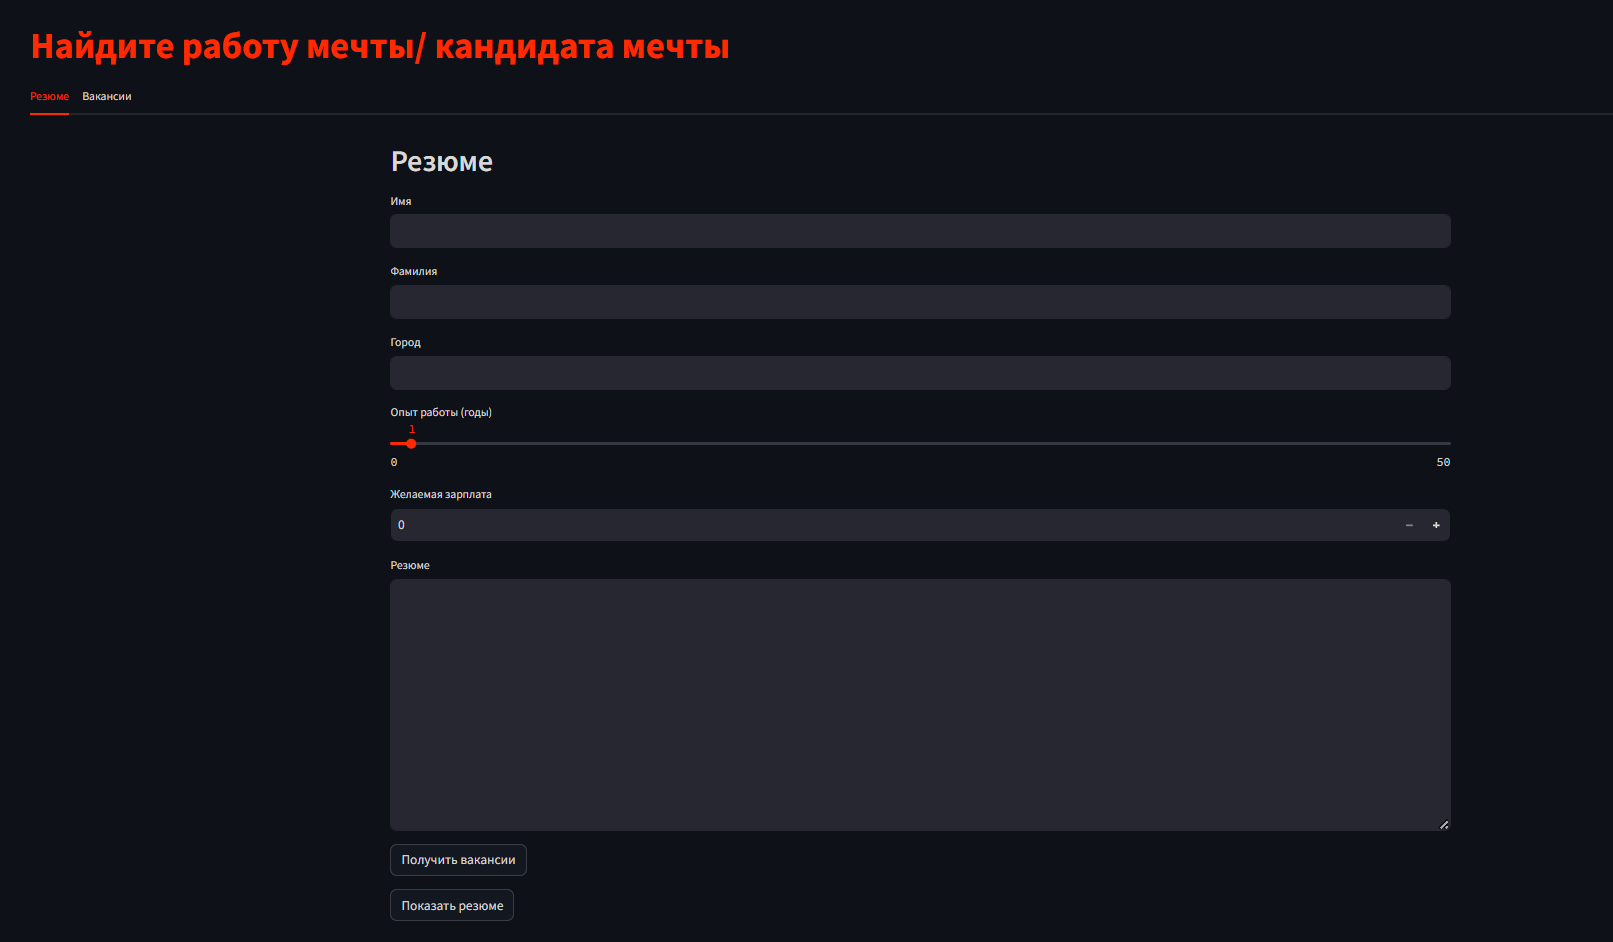 Найдите работу мечты/ кандидата мечты
Резюме Вакансии
Резюме
Имя
Фамилия
Город
Опыт работы (годы)
1
0 50
Желаемая зарплата
0 − +
Резюме
Получить вакансии
Показать резюме